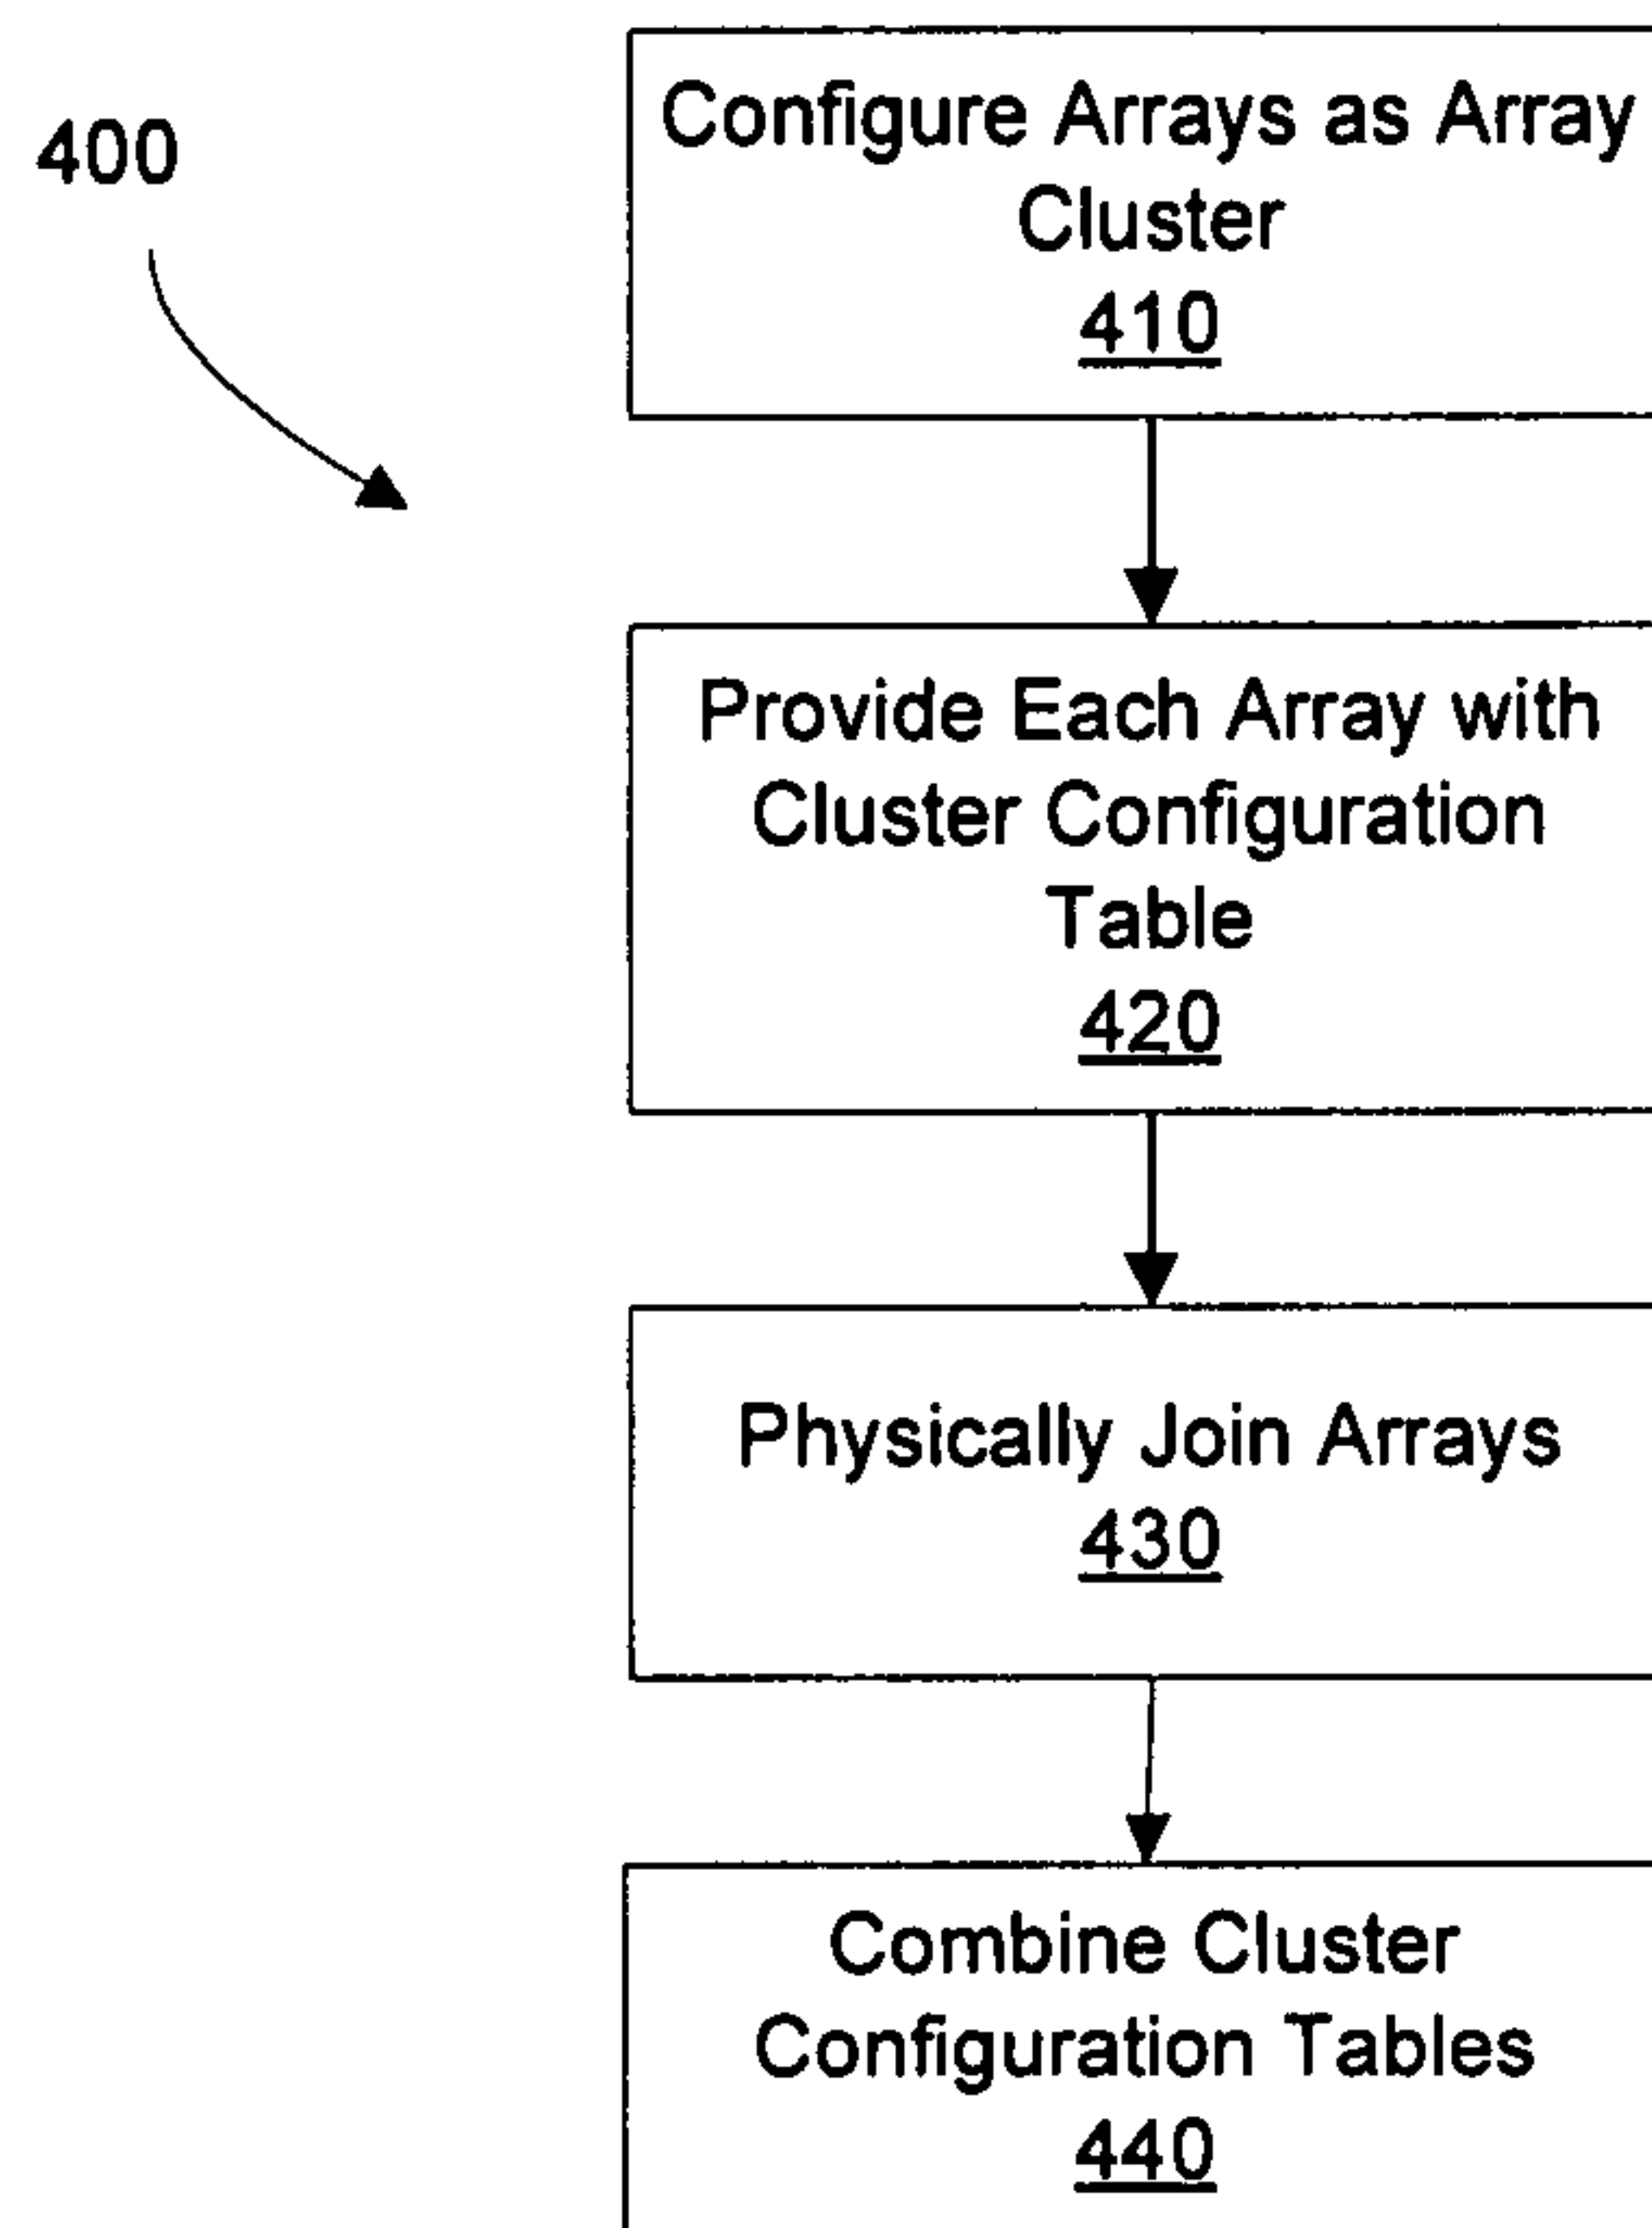 400
Configure Arrays as Array
Cluster
410
Provide Each Array with
Cluster Configuration
Table
420
Physically Join Arrays
430
Combine Cluster
Configuration Tables
440